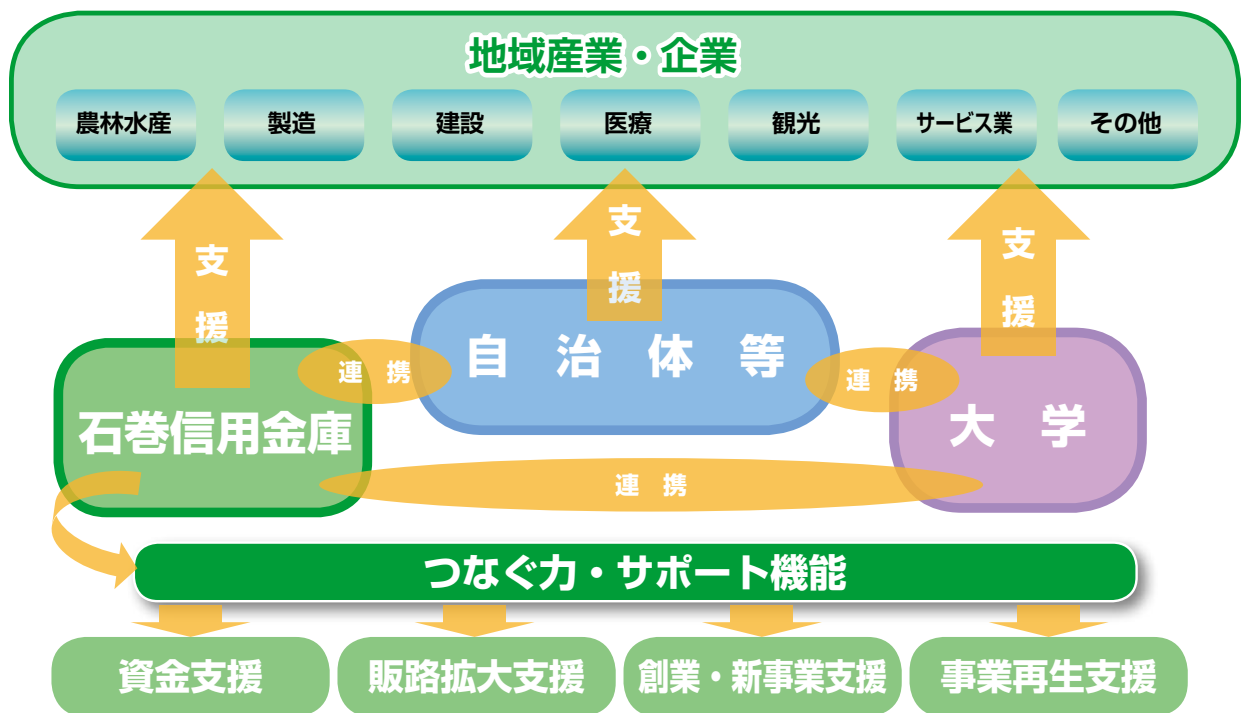 地域産業・企業
農林水産
製造
建設
医療
観光
サービス業
その他
支援
支援
支援
自治体等
連携
連携
石巻信用金庫
大学
連携
つなぐ力・サポート機能
資金支援
販路拡大支援
創業・新事業支援
事業再生支援